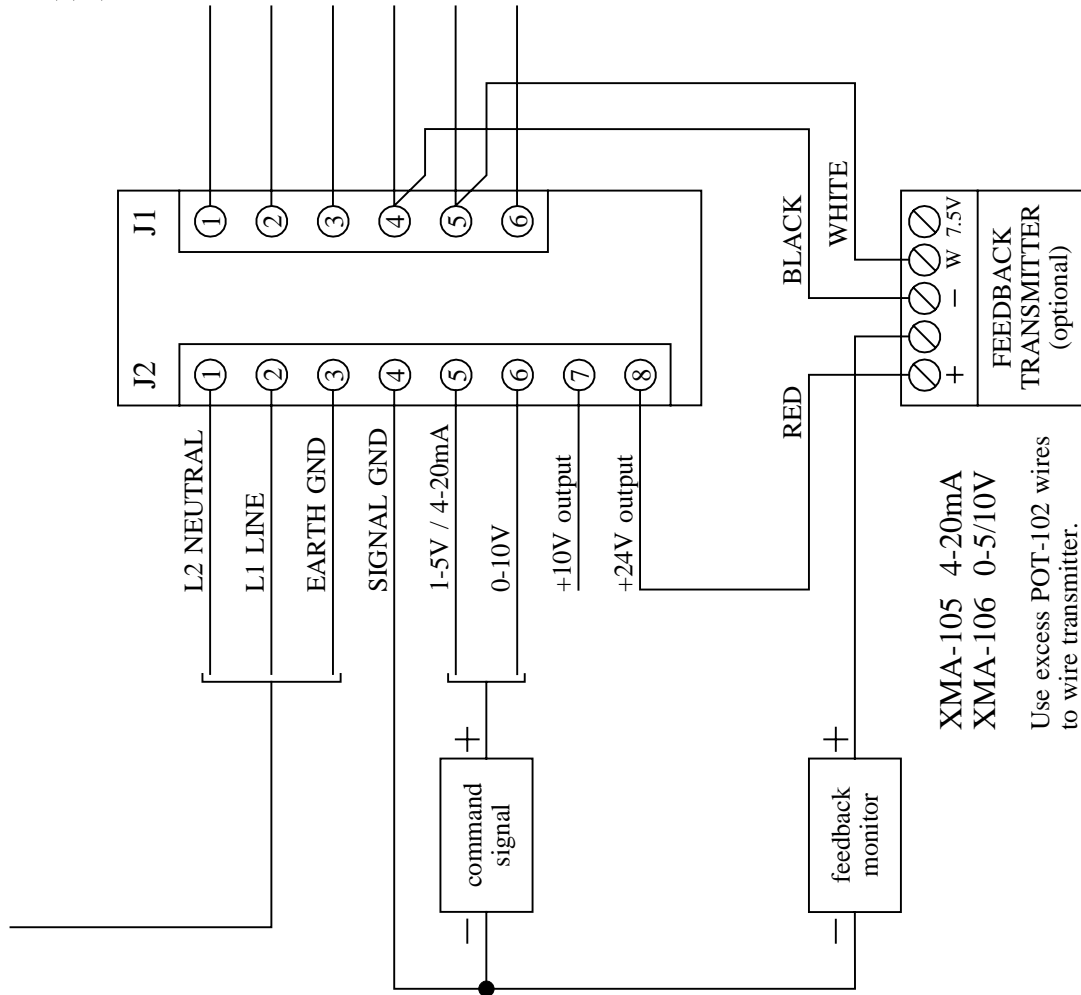 J1
1
2
3
4
5
6
J2
1
2
3
4
5
6
7
8
L2 NEUTRAL
L1 LINE
EARTH GND
SIGNAL GND
1-5V / 4-20mA
0-10V
+10V output
+24V output
BLACK
WHITE
RED
+
−
W
7.5V
FEEDBACK
TRANSMITTER
(optional)
+
command
signal
−
+
feedback
monitor
−
XMA-105 4-20mA
XMA-106 0-5/10V
Use excess POT-102 wires
to wire transmitter.